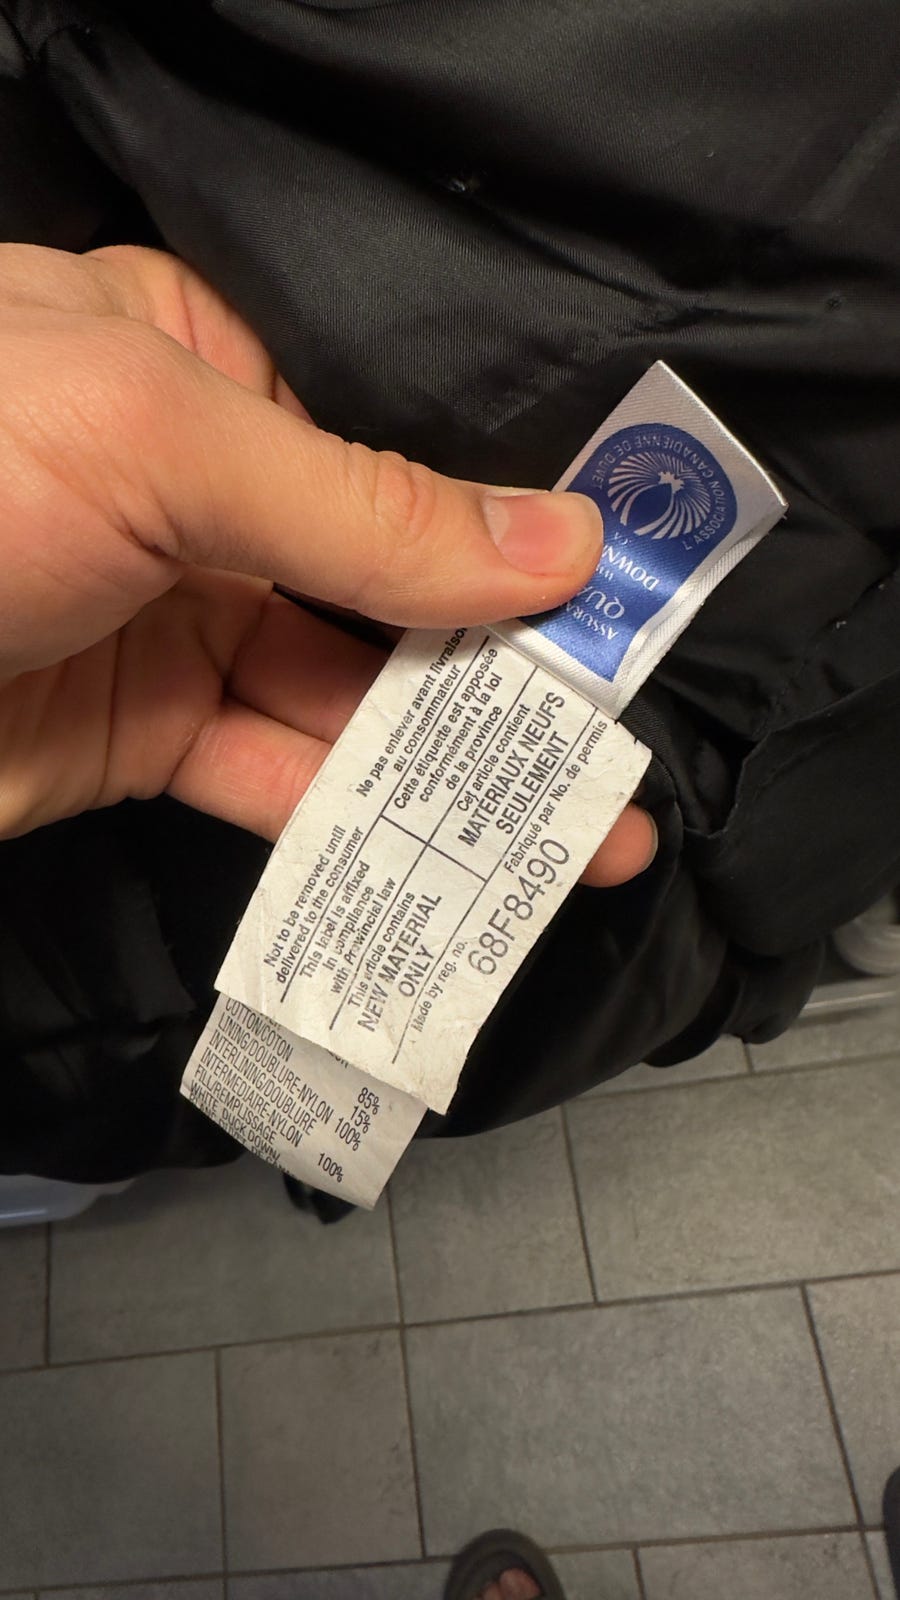 L'ASSOCIATION CANADIENNE DE DUVET
DOWN
Ne pas enlever avant livraison
au consommateur
Cette étiquette est apposée
conformément à la loi
de la province
Cet article contient
MATÉRIAUX NEUFS
SEULEMENT
Fabriqué par No. de permis
Not to be removed until
delivered to the consumer
This label is affixed
in compliance
with Provincial law
This article contains
NEW MATERIAL
ONLY
Made by reg. no.
68F8490
COTTON/COTON
LINING/DOUBLURE-NYLON
INTERLINING/DOUBLURE
INTERMEDIAIRE-NYLON
FILL/REMPLISSAGE
WHITE DUCK DOWN/
85%
15%
100%
100%